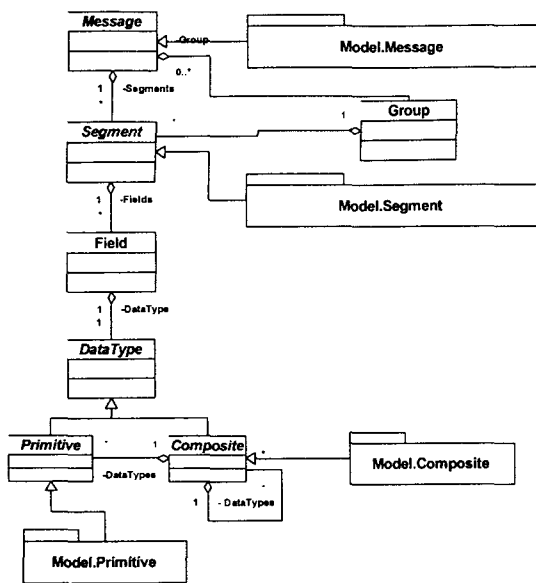 Message
-Group
Model.Message
0..*
1
-Segments
*
Group
1
*
Segment
1
-Fields
*
Model.Segment
Field
1
-DataType
1
DataType
Primitive
*
1
Composite
*
-DataTypes
Model.Composite
*
1
- DataTypes
Model.Primitive